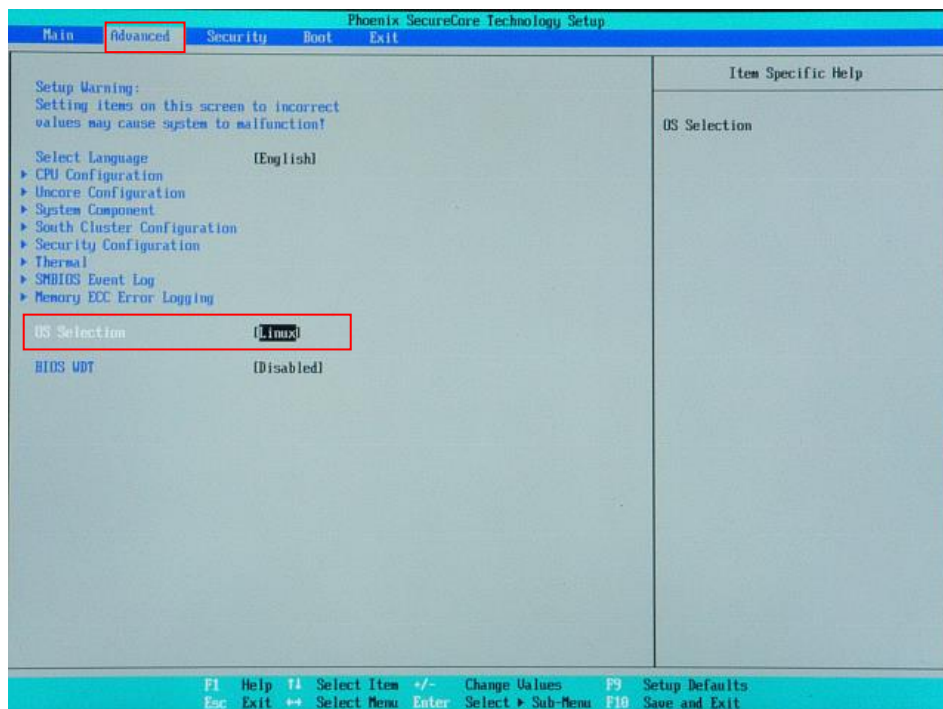 Phoenix SecureCore Technology Setup
Main Advanced Security Boot Exit
Setup Warning:
Setting items on this screen to incorrect
values may cause system to malfunction!
Select Language [English]
▶ CPU Configuration
▶ Uncore Configuration
▶ System Component
▶ South Cluster Configuration
▶ Security Configuration
▶ Thermal
▶ SMBIOS Event Log
▶ Memory ECC Error Logging
OS Selection [Linux]
BIOS WDT [Disabled]
Item Specific Help
OS Selection
F1 Help ↑↓ Select Item +/- Change Values F9 Setup Defaults
Esc Exit ↔ Select Menu Enter Select ▶ Sub-Menu F10 Save and Exit